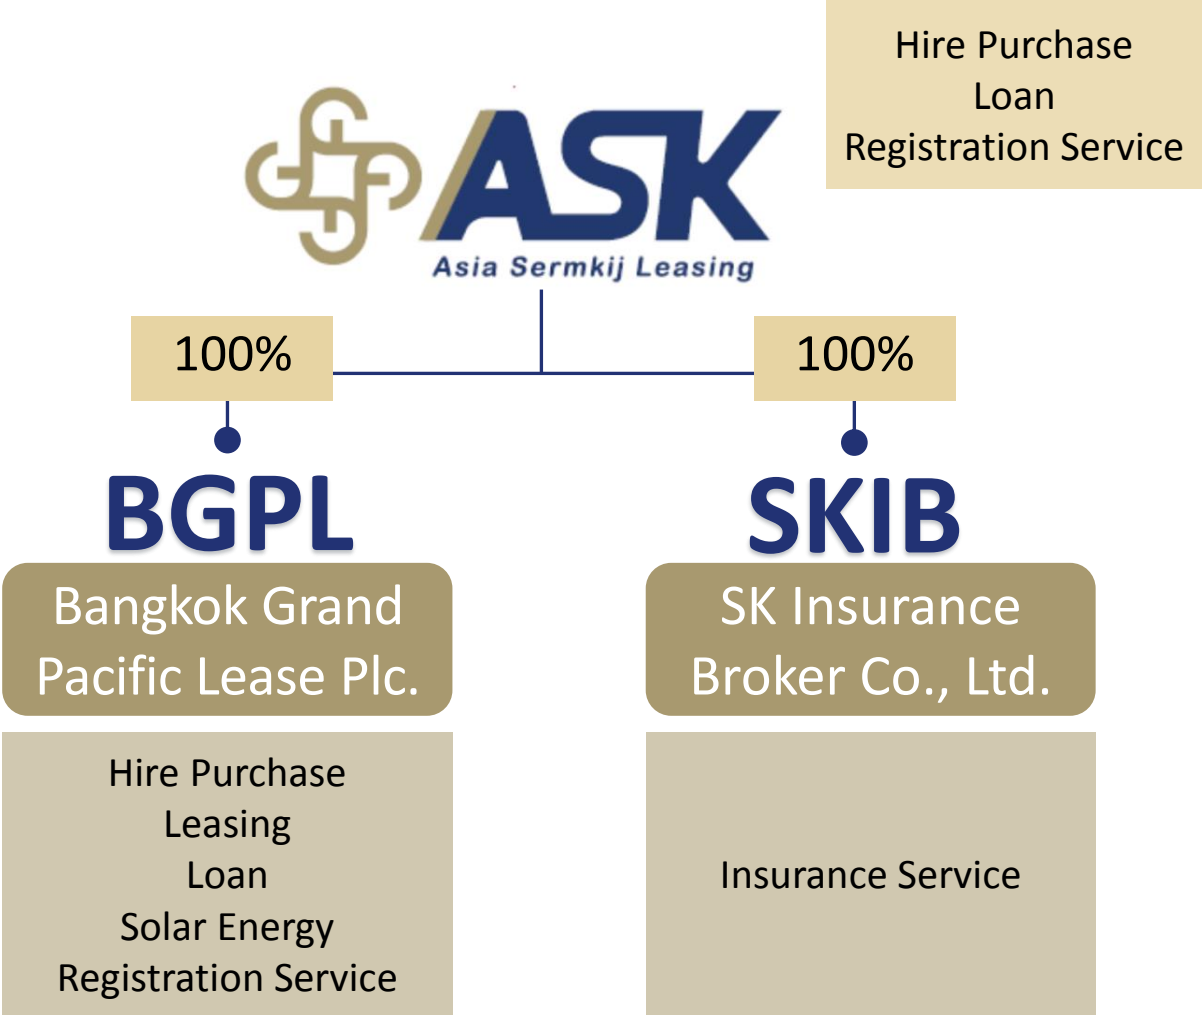 Hire Purchase
Loan
Registration Service
ASK
Asia Sermkij Leasing
100%
100%
BGPL
Bangkok Grand
Pacific Lease Plc.
Hire Purchase
Leasing
Loan
Solar Energy
Registration Service
SKIB
SK Insurance
Broker Co., Ltd.
Insurance Service